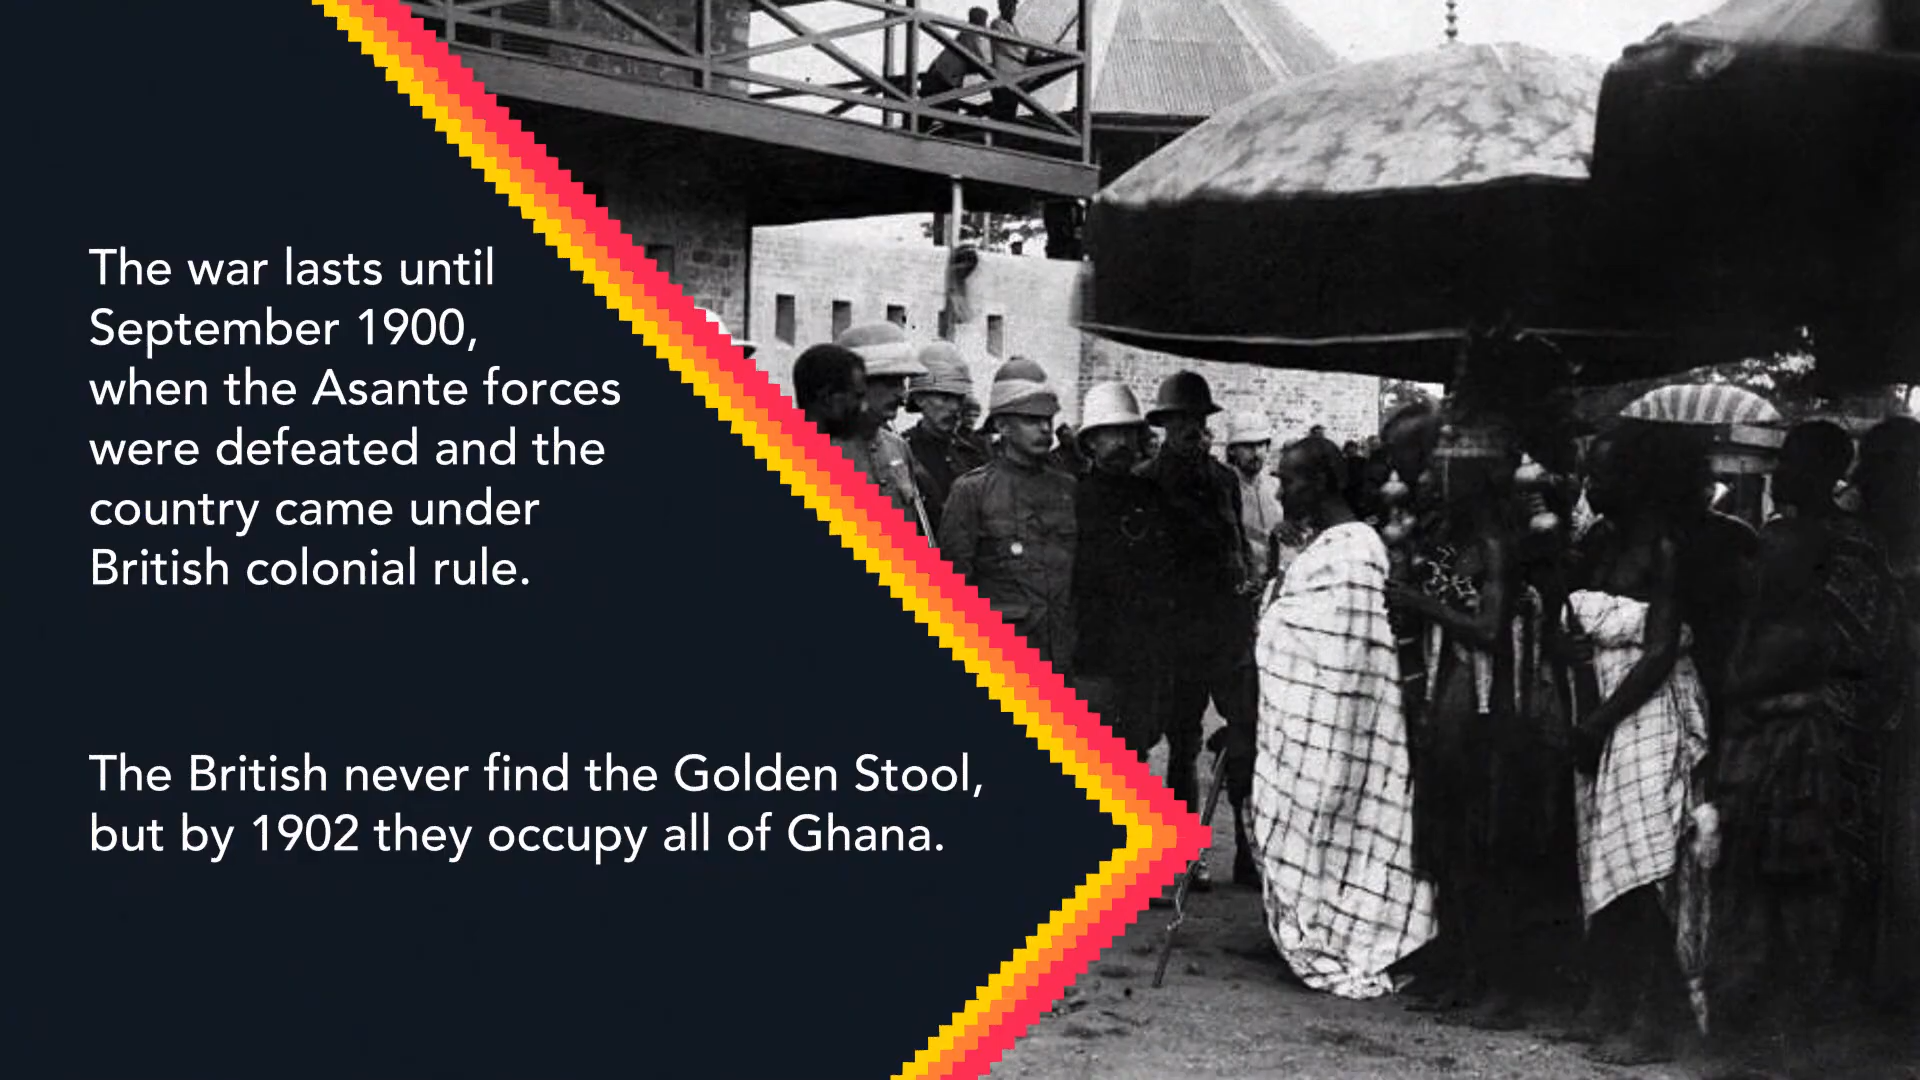 The war lasts until
September 1900,
when the Asante forces
were defeated and the
country came under
British colonial rule.
The British never find the Golden Stool,
but by 1902 they occupy all of Ghana.